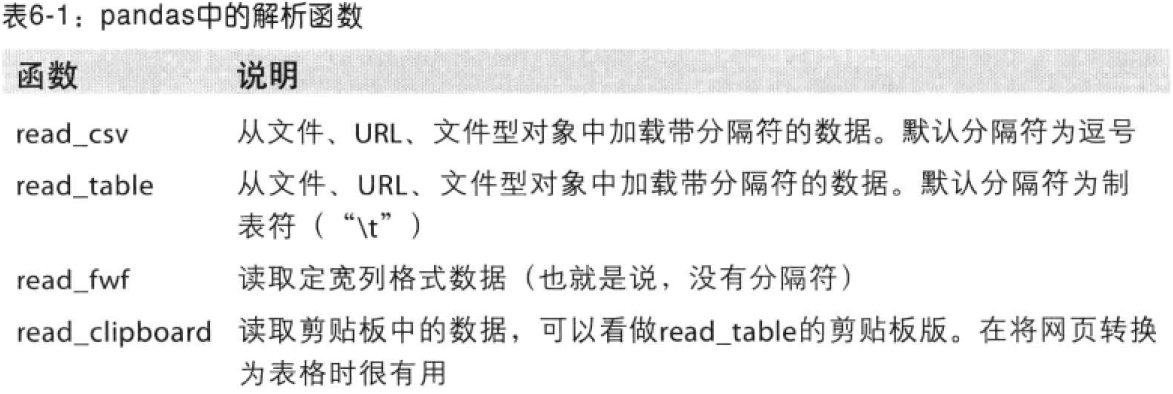 表6-1：pandas中的解析函数
函数 说明
read_csv 从文件、URL、文件型对象中加载带分隔符的数据。默认分隔符为逗号
read_table 从文件、URL、文件型对象中加载带分隔符的数据。默认分隔符为制
表符（“\t”）
read_fwf 读取定宽列格式数据（也就是说，没有分隔符）
read_clipboard 读取剪贴板中的数据，可以看做read_table的剪贴板版。在将网页转换
为表格时很有用